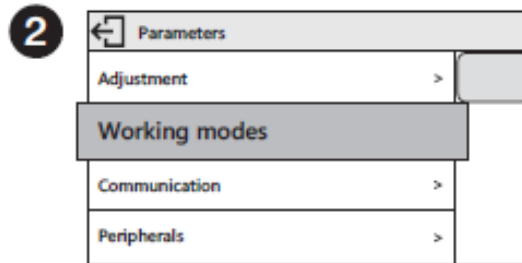 2
Parameters
Adjustment >
Working modes
Communication >
Peripherals >